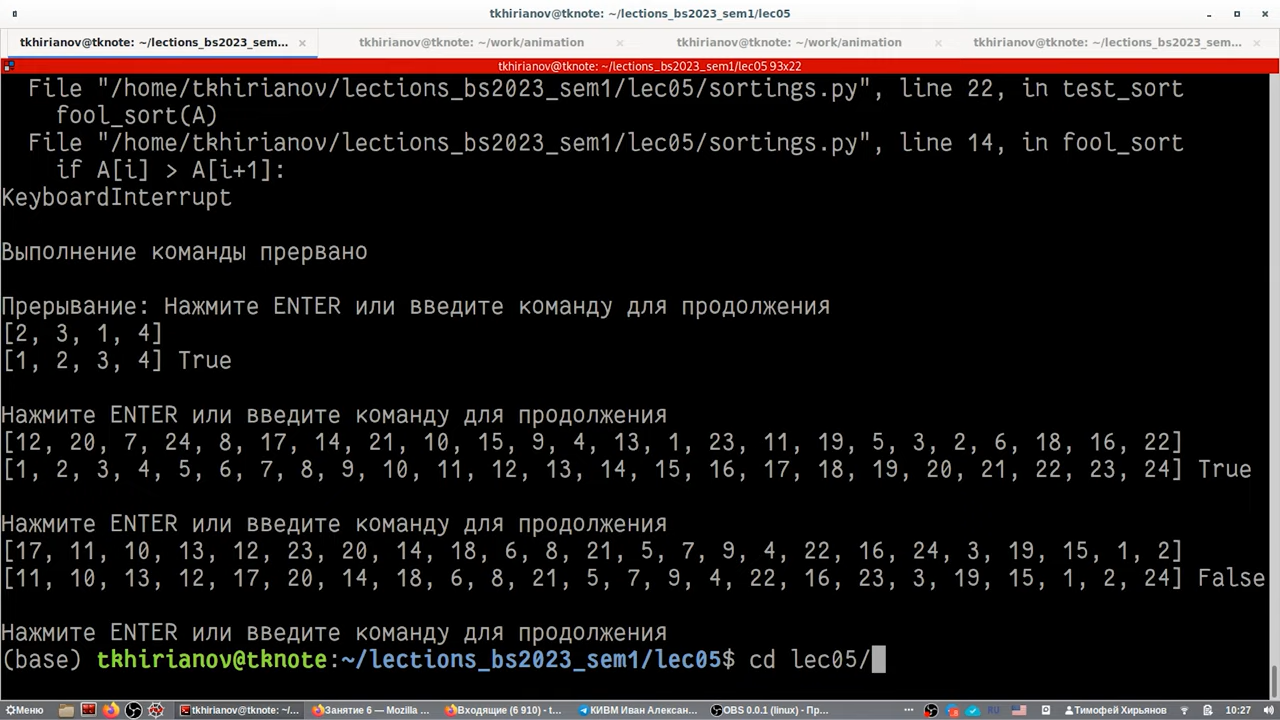 tkhirianov@tknote: ~/lections_bs2023_sem1/lec05
tkhirianov@tknote: ~/lections_bs2023_sem... × tkhirianov@tknote: ~/work/animation × tkhirianov@tknote: ~/work/animation × tkhirianov@tknote: ~/lections_bs2023_sem... ×
tkhirianov@tknote: ~/lections_bs2023_sem1/lec05 93x22
File "/home/tkhirianov/lections_bs2023_sem1/lec05/sortings.py", line 22, in test_sort
fool_sort(A)
File "/home/tkhirianov/lections_bs2023_sem1/lec05/sortings.py", line 14, in fool_sort
if A[i] > A[i+1]:
KeyboardInterrupt
Выполнение команды прервано
Прерывание: Нажмите ENTER или введите команду для продолжения
[2, 3, 1, 4]
[1, 2, 3, 4] True
Нажмите ENTER или введите команду для продолжения
[12, 20, 7, 24, 8, 17, 14, 21, 10, 15, 9, 4, 13, 1, 23, 11, 19, 5, 3, 2, 6, 18, 16, 22]
[1, 2, 3, 4, 5, 6, 7, 8, 9, 10, 11, 12, 13, 14, 15, 16, 17, 18, 19, 20, 21, 22, 23, 24] True
Нажмите ENTER или введите команду для продолжения
[17, 11, 10, 13, 12, 23, 20, 14, 18, 6, 8, 21, 5, 7, 9, 4, 22, 16, 24, 3, 19, 15, 1, 2]
[11, 10, 13, 12, 17, 20, 14, 18, 6, 8, 21, 5, 7, 9, 4, 22, 16, 23, 3, 19, 15, 1, 2, 24] False
Нажмите ENTER или введите команду для продолжения
(base) tkhirianov@tknote:~/lections_bs2023_sem1/lec05$ cd lec05/
Меню tkhirianov@tknote: ~/... Занятие 6 — Mozilla ... Входящие (6 910) - t... КИВМ Иван Александ... OBS 0.0.1 (linux) - Пр... RU Тимофей Хирьянов 10:27